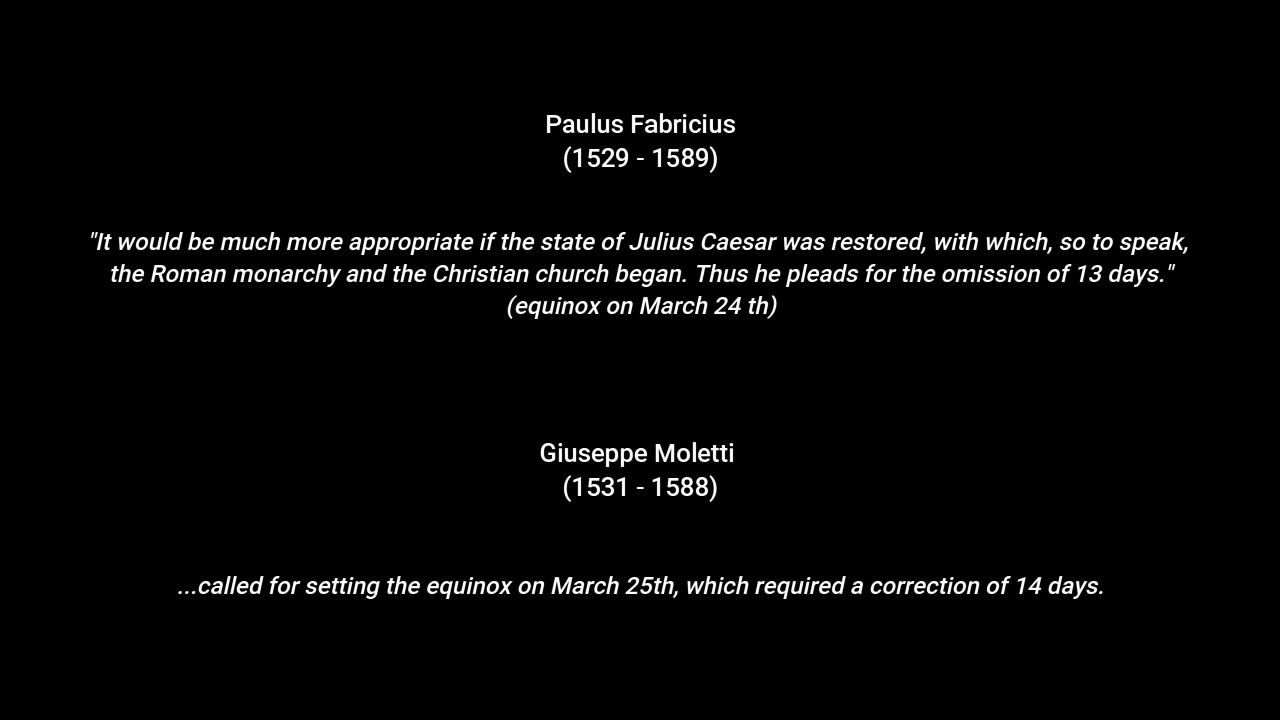 Paulus Fabricius
(1529 - 1589)
"It would be much more appropriate if the state of Julius Caesar was restored, with which, so to speak,
the Roman monarchy and the Christian church began. Thus he pleads for the omission of 13 days."
(equinox on March 24 th)
Giuseppe Moletti
(1531 - 1588)
...called for setting the equinox on March 25th, which required a correction of 14 days.